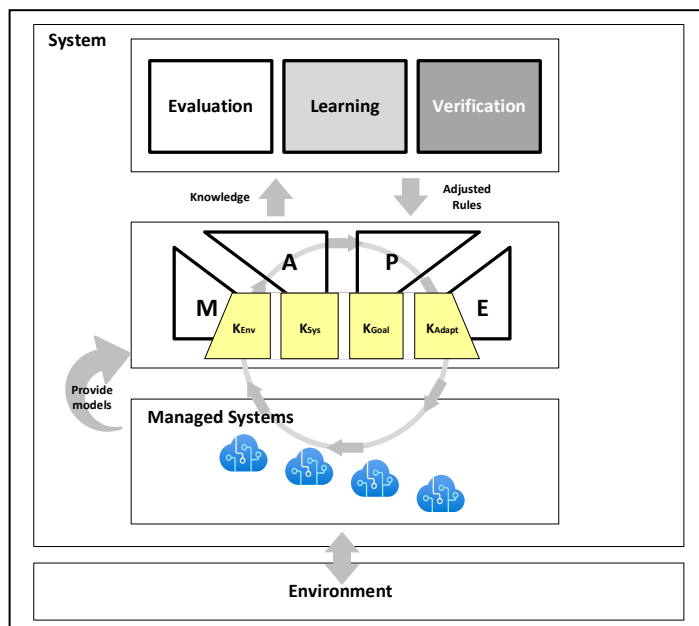 System
Evaluation
Learning
Verification
Knowledge
Adjusted
Rules
A
P
M
E
KEnv
KSys
KGoal
KAdapt
Provide
models
Managed Systems
Environment